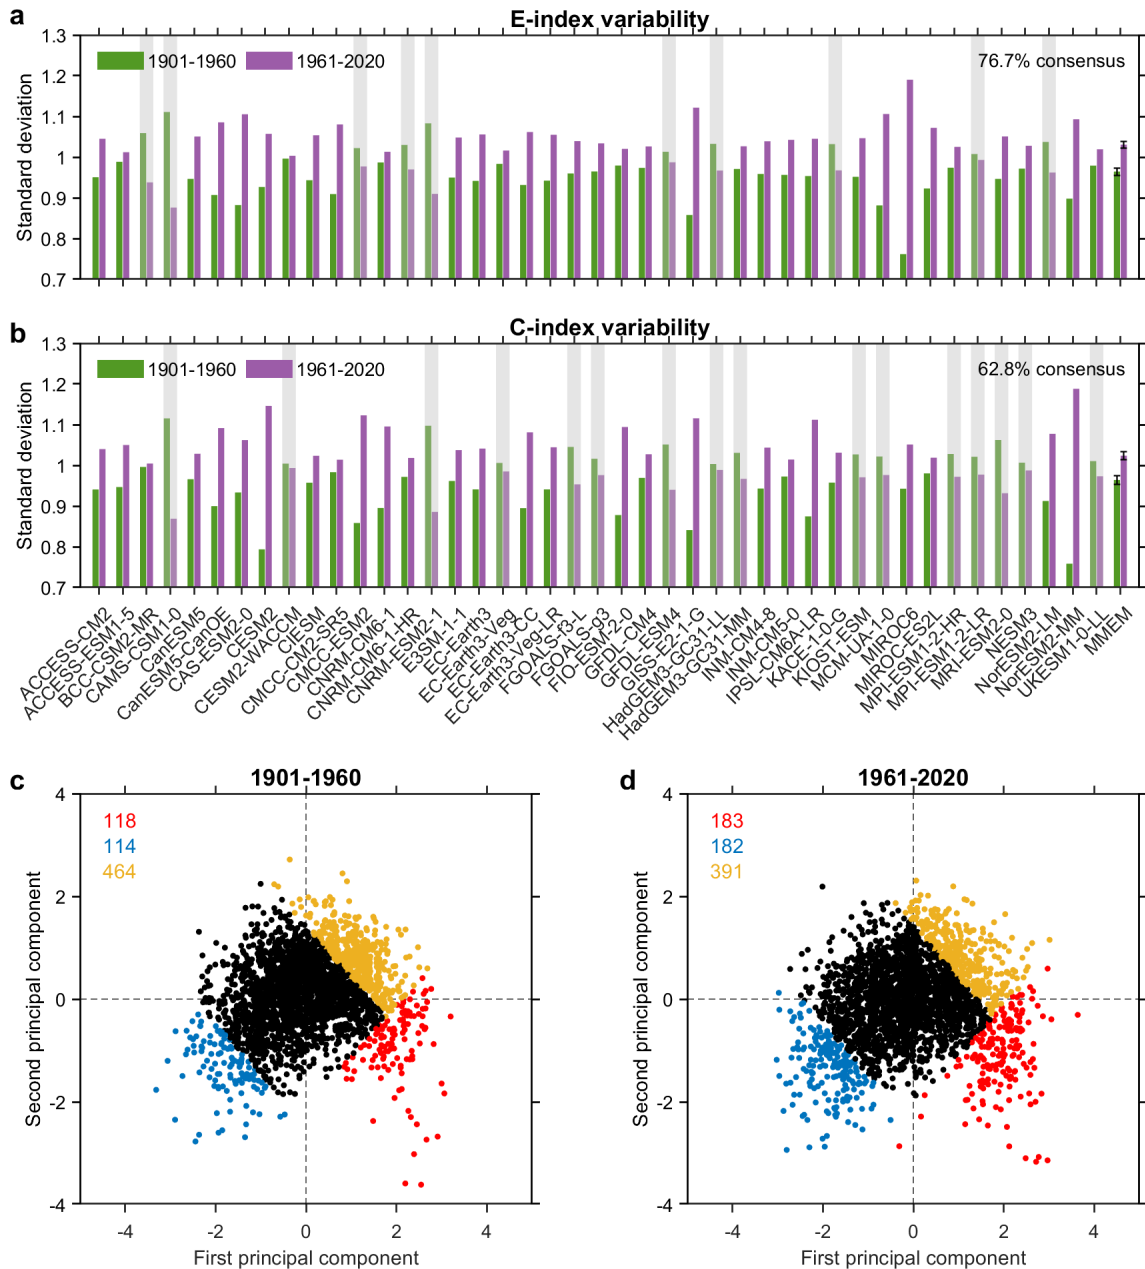 a
E-index variability
1.3
1.2
1.1
1
0.9
0.8
0.7
Standard deviation
1901-1960
1961-2020
76.7% consensus
b
C-index variability
1.3
1.2
1.1
1
0.9
0.8
0.7
Standard deviation
1901-1960
1961-2020
62.8% consensus
ACCESS-CM2
ACCESS-ESM1-5
BCC-CSM2-MR
CAMS-CSM1-0
CanESM5
CanESM5-CanOE
CAS-ESM2-0
CESM2
CESM2-WACCM
CIESM
CMCC-CM2-SR5
CMCC-ESM2
CNRM-CM6-1
CNRM-CM6-1-HR
CNRM-ESM2-1
E3SM-1-1
EC-Earth3
EC-Earth3-Veg
EC-Earth3-CC
EC-Earth3-Veg-LR
FGOALS-f3-L
FGOALS-g3
FIO-ESM-2-0
GFDL-CM4
GFDL-ESM4
GISS-E2-1-G
HadGEM3-GC31-LL
HadGEM3-GC31-MM
INM-CM4-8
INM-CM5-0
IPSL-CM6A-LR
KACE-1-0-G
KIOST-ESM
MCM-UA-1-0
MIROC6
MIROC-ES2L
MPI-ESM1-2-HR
MPI-ESM1-2-LR
MRI-ESM2-0
NESM3
NorESM2-LM
NorESM2-MM
UKESM1-0-LL
MMEM
c
1901-1960
118
114
464
4
2
0
-2
-4
Second principal component
-4
-2
0
2
4
First principal component
d
1961-2020
183
182
391
4
2
0
-2
-4
Second principal component
-4
-2
0
2
4
First principal component